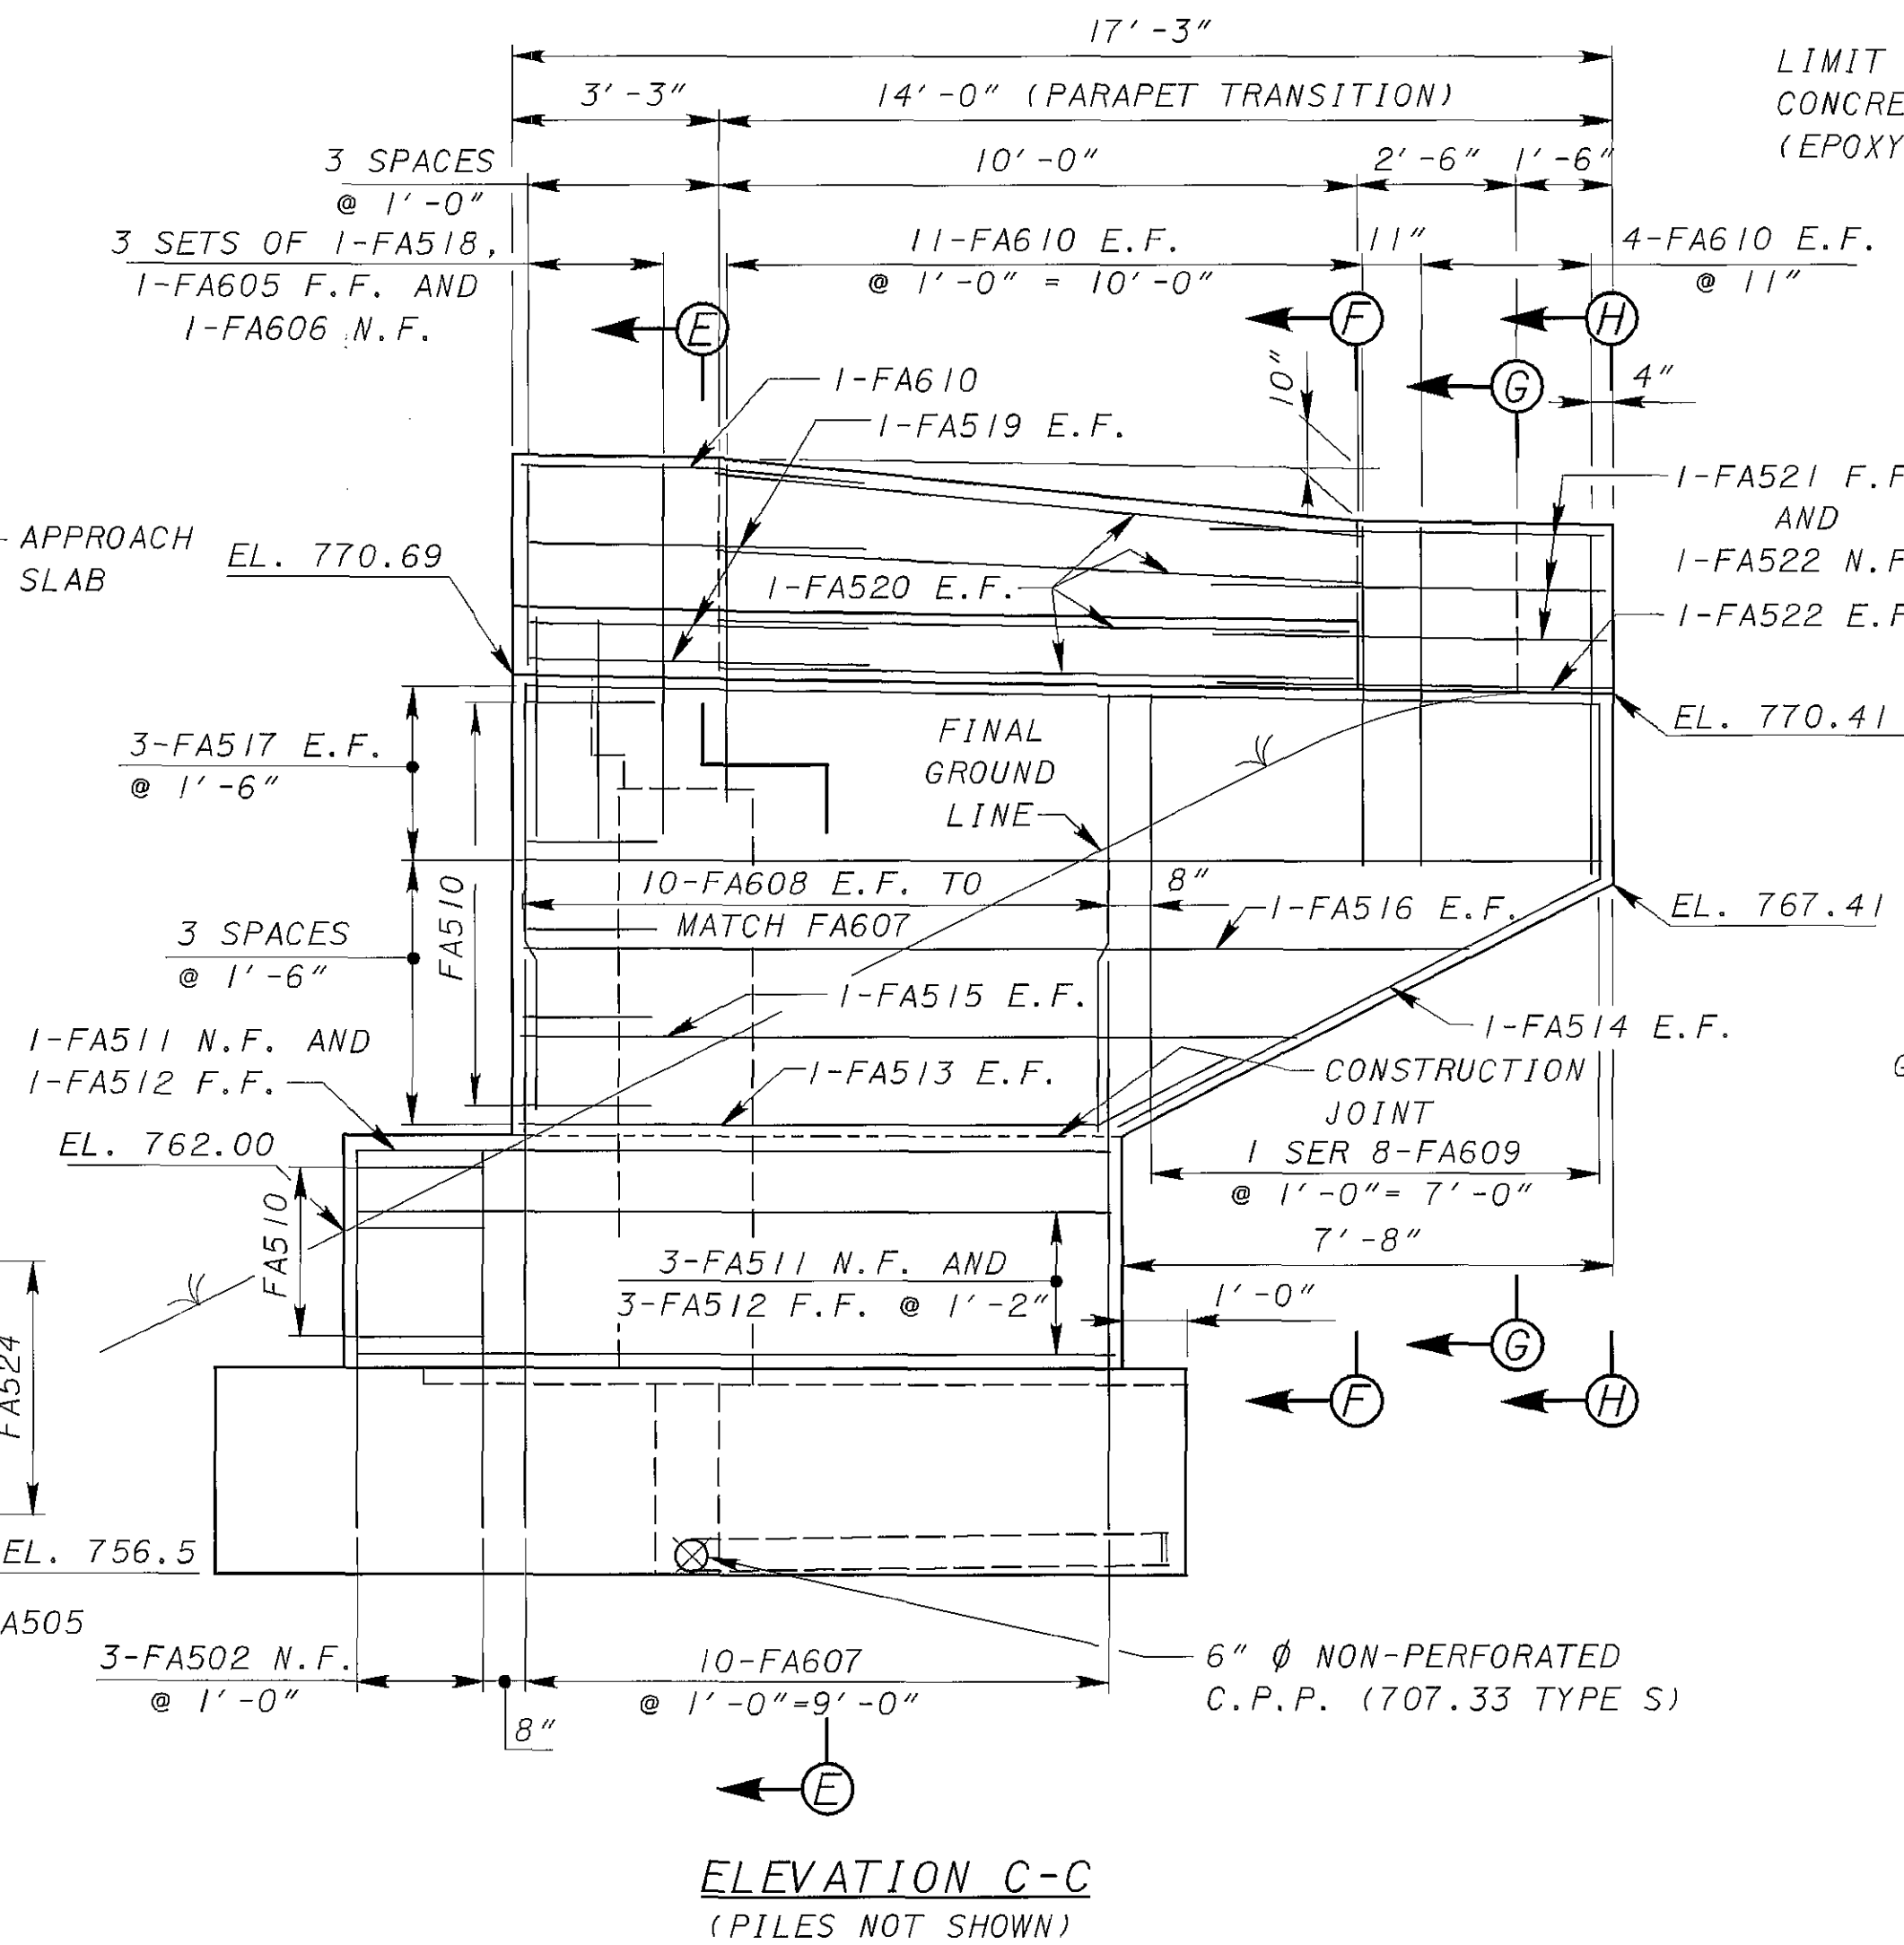 17'-3"
LIMIT
CONCRE
(EPOXY
3'-3"
14'-0" (PARAPET TRANSITION)
3 SPACES
@ 1'-0"
10'-0"
2'-6"
1'-6"
3 SETS OF 1-FA518,
1-FA605 F.F. AND
1-FA606 N.F.
11-FA610 E.F.
@ 1'-0" = 10'-0"
11"
4-FA610 E.F.
@ 11"
E
F
H
G
10"
4"
1-FA610
1-FA519 E.F.
1-FA521 F.F
AND
1-FA522 N.F
APPROACH
SLAB
EL. 770.69
1-FA520 E.F.
1-FA522 E.F
3-FA517 E.F.
@ 1'-6"
FINAL
GROUND
LINE
EL. 770.41
FA510
10-FA608 E.F. TO
MATCH FA607
8"
1-FA516 E.F.
EL. 767.41
3 SPACES
@ 1'-6"
1-FA515 E.F.
1-FA514 E.F.
1-FA511 N.F. AND
1-FA512 F.F.
1-FA513 E.F.
CONSTRUCTION
JOINT
EL. 762.00
1 SER 8-FA609
@ 1'-0"= 7'-0"
FA510
7'-8"
3-FA511 N.F. AND
3-FA512 F.F. @ 1'-2"
1'-0"
FA524
G
F
H
EL. 756.5
A505
3-FA502 N.F.
@ 1'-0"
8"
10-FA607
@ 1'-0"=9'-0"
6" φ NON-PERFORATED
C.P.P. (707.33 TYPE S)
E
ELEVATION C-C
(PILES NOT SHOWN)